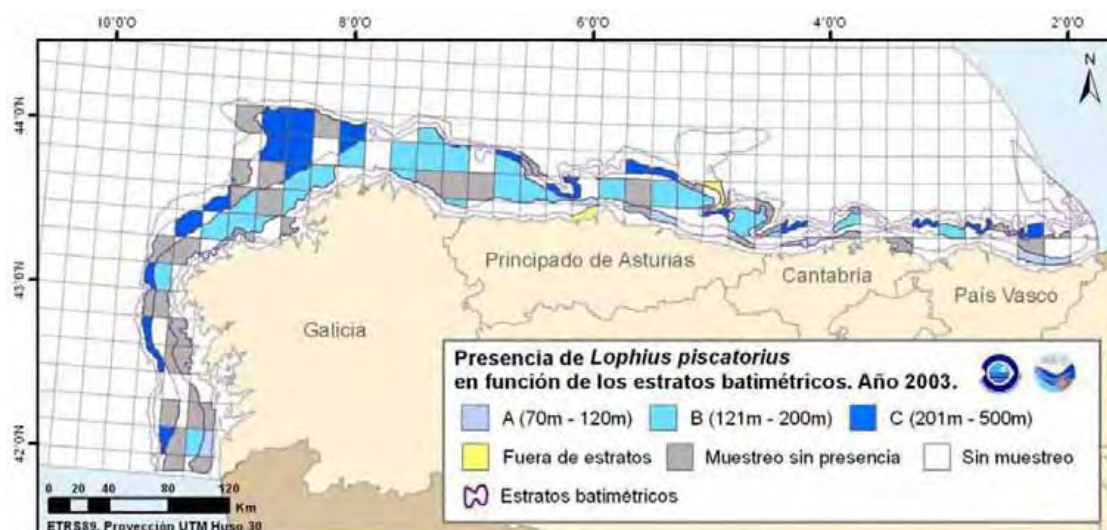 10°0'O 8°0'O 6°0'O 4°0'O 2°0'O
N
44°0'N
43°0'N
42°0'N
Principado de Asturias
Cantabria
País Vasco
Galicia
Presencia de Lophius piscatorius
en función de los estratos batimétricos. Año 2003.
A (70m - 120m) B (121m - 200m) C (201m - 500m)
Fuera de estratos Muestreo sin presencia Sin muestreo
Estratos batimétricos
0 20 40 80 120
Km
ETRS89. Proyección UTM Huso 30